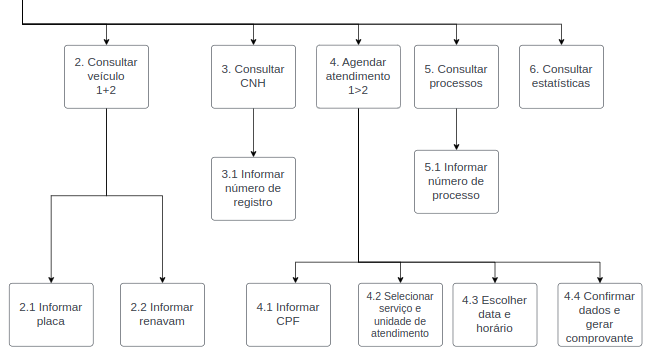 2. Consultar
veículo
1+2
3. Consultar
CNH
4. Agendar
atendimento
1>2
5. Consultar
processos
6. Consultar
estatísticas
3.1 Informar
número de
registro
5.1 Informar
número de
processo
2.1 Informar
placa
2.2 Informar
renavam
4.1 Informar
CPF
4.2 Selecionar
serviço e
unidade de
atendimento
4.3 Escolher
data e
horário
4.4 Confirmar
dados e
gerar
comprovante